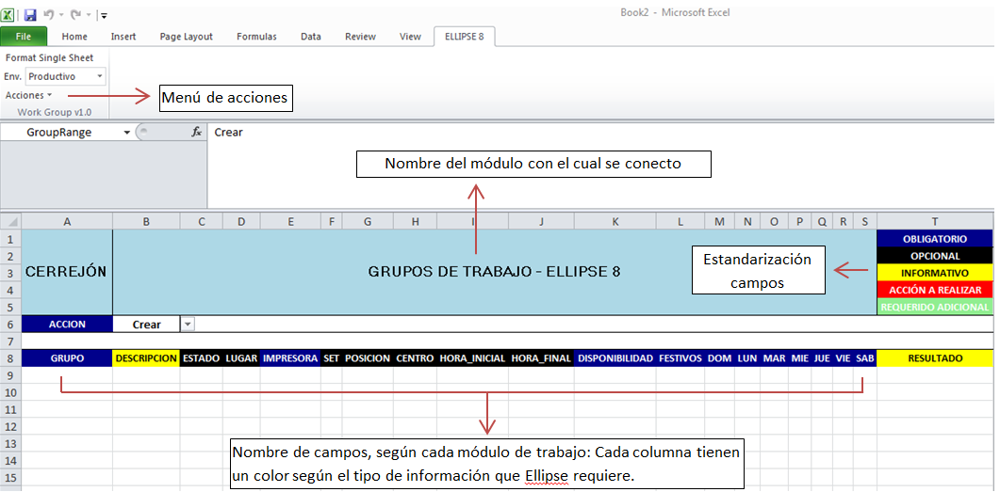 Book2 - Microsoft Excel
File Home Insert Page Layout Formulas Data Review View ELLIPSE 8
Format Single Sheet
Env. Productivo
Acciones
Menú de acciones
Work Group v1.0
GroupRange fx Crear
Nombre del módulo con el cual se conecto
A B C D E F G H I J K L M N O P Q R S T
1 OBLIGATORIO
2 OPCIONAL
3 CERREJÓN GRUPOS DE TRABAJO - ELLIPSE 8 INFORMATIVO
Estandarización
campos
4 ACCIÓN A REALIZAR
5 REQUERIDO ADICIONAL
6 ACCION Crear
7
8 GRUPO DESCRIPCION ESTADO LUGAR IMPRESORA SET POSICION CENTRO HORA_INICIAL HORA_FINAL DISPONIBILIDAD FESTIVOS DOM LUN MAR MIE JUE VIE SAB RESULTADO
9
10
11
12
13
14
15
Nombre de campos, según cada módulo de trabajo: Cada columna tienen
un color según el tipo de información que Ellipse requiere.